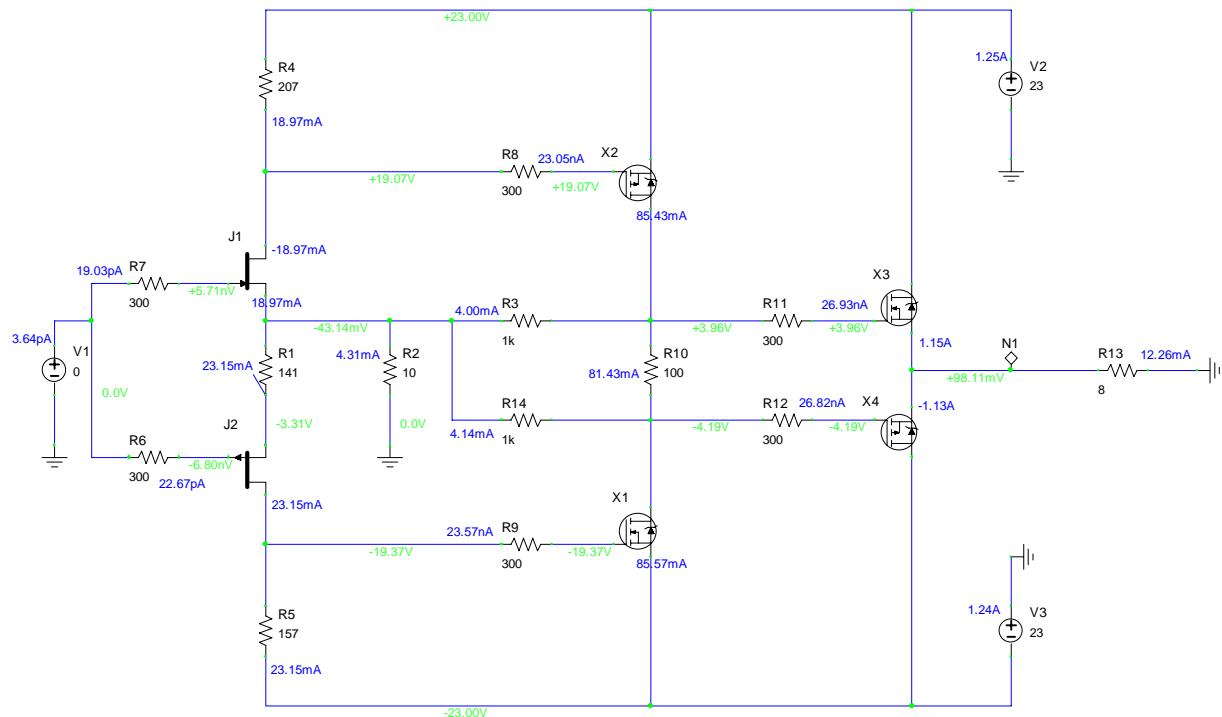 +23.00V
R4
207
18.97mA
1.25A
V2
23
R8
23.05nA
X2
+19.07V
300
+19.07V
85.43mA
J1
-18.97mA
19.03pA
R7
+5.71nV
300
18.97mA
X3
4.00mA
R3
R11
26.93nA
-43.14mV
1k
+3.96V
300
+3.96V
3.64pA
V1
0
23.15mA
R1
141
4.31mA
R2
10
81.43mA
R10
100
1.15A
N1
R13
12.26mA
+98.11mV
8
0.0V
J2
-3.31V
0.0V
R14
4.14mA
1k
R12
26.82nA
X4
-1.13A
-4.19V
300
-4.19V
R6
-6.80nV
300
22.67pA
23.15mA
X1
23.57nA
R9
-19.37V
300
-19.37V
85.57mA
R5
157
23.15mA
1.24A
V3
23
-23.00V